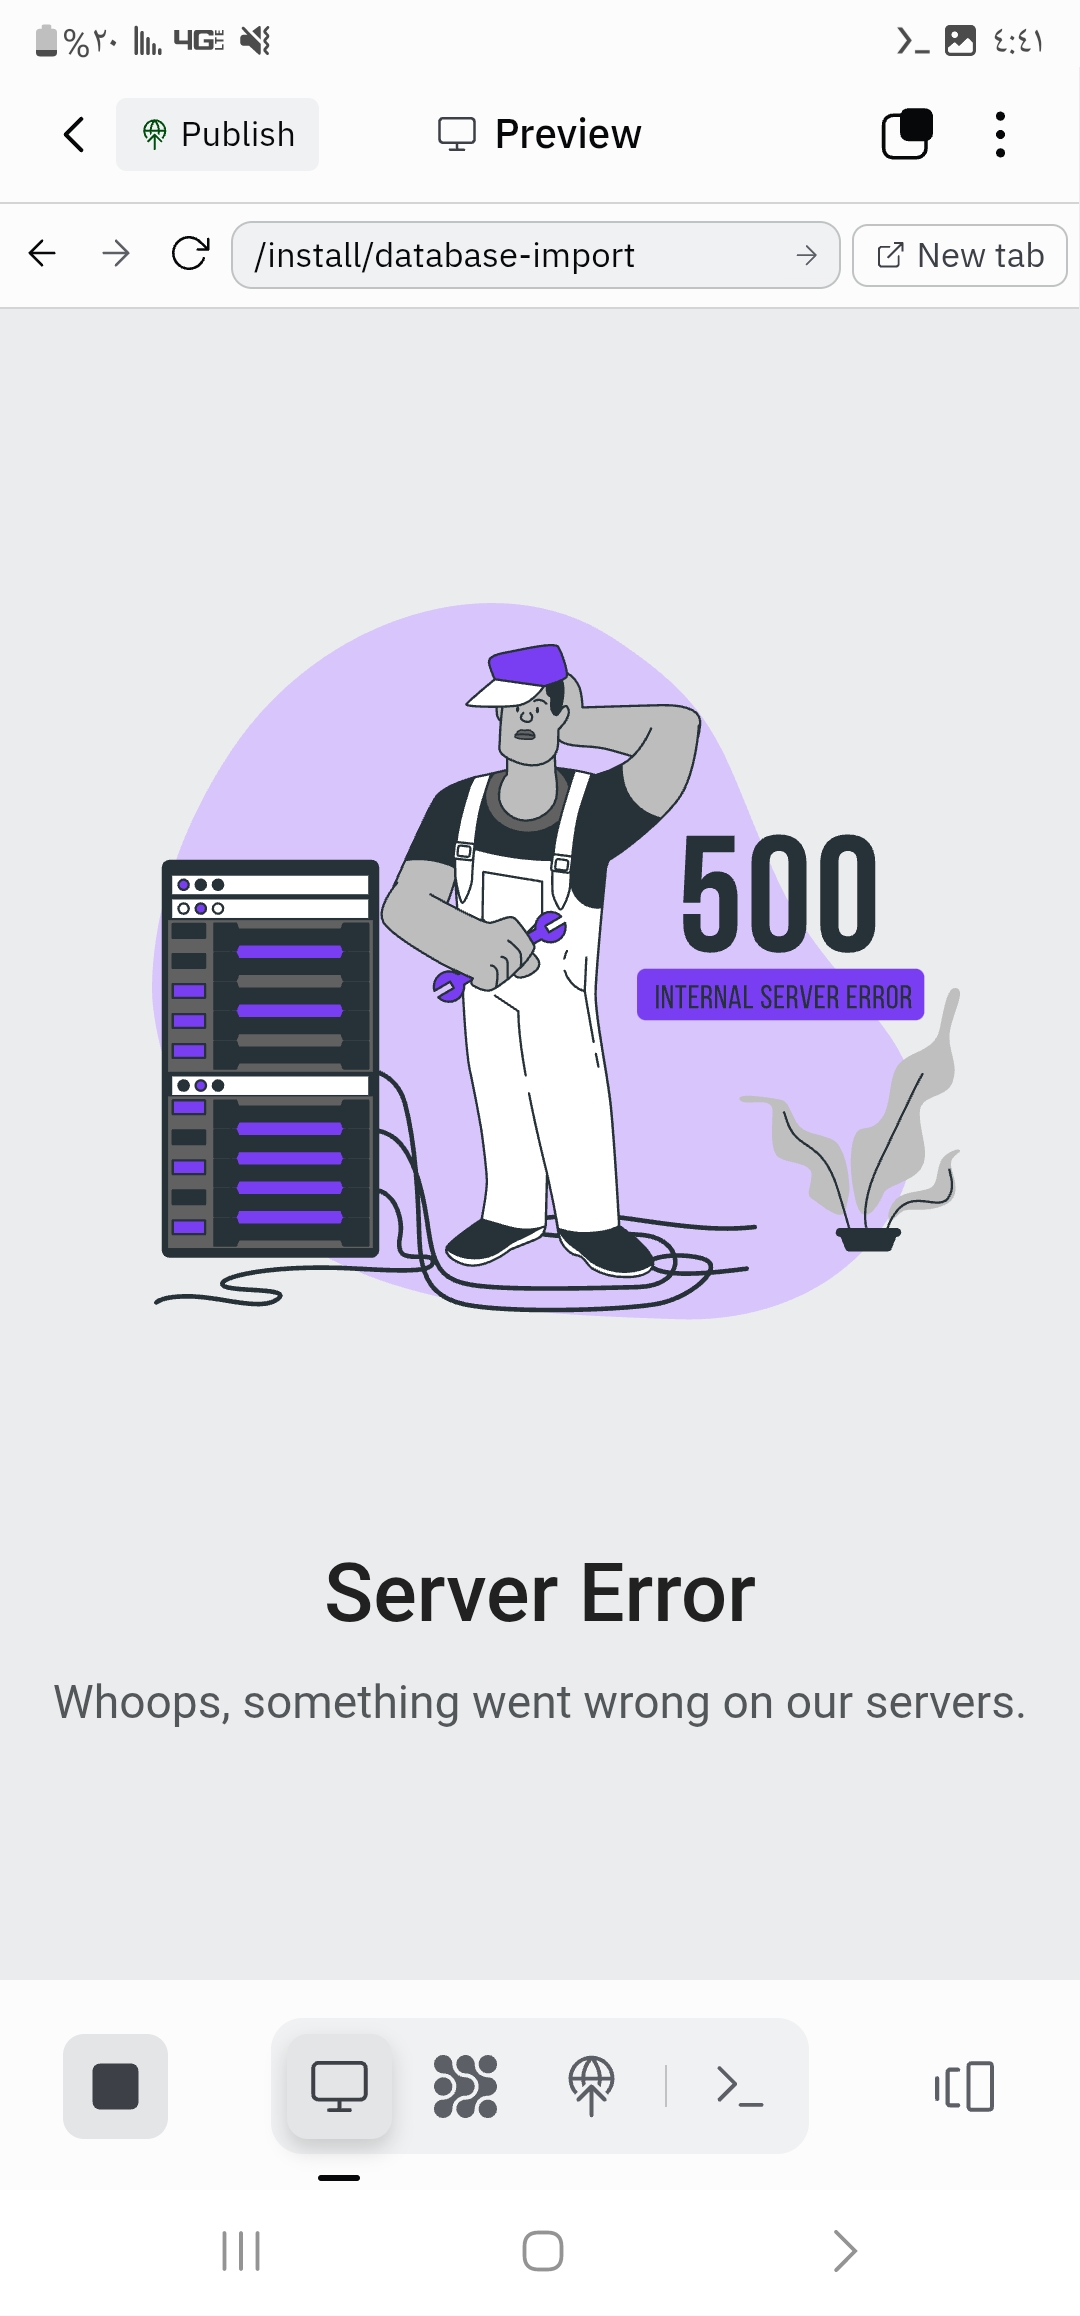 %٢٠ 4G LTE ٤:٤١
Publish Preview
/install/database-import New tab
500
INTERNAL SERVER ERROR
Server Error
Whoops, something went wrong on our servers.